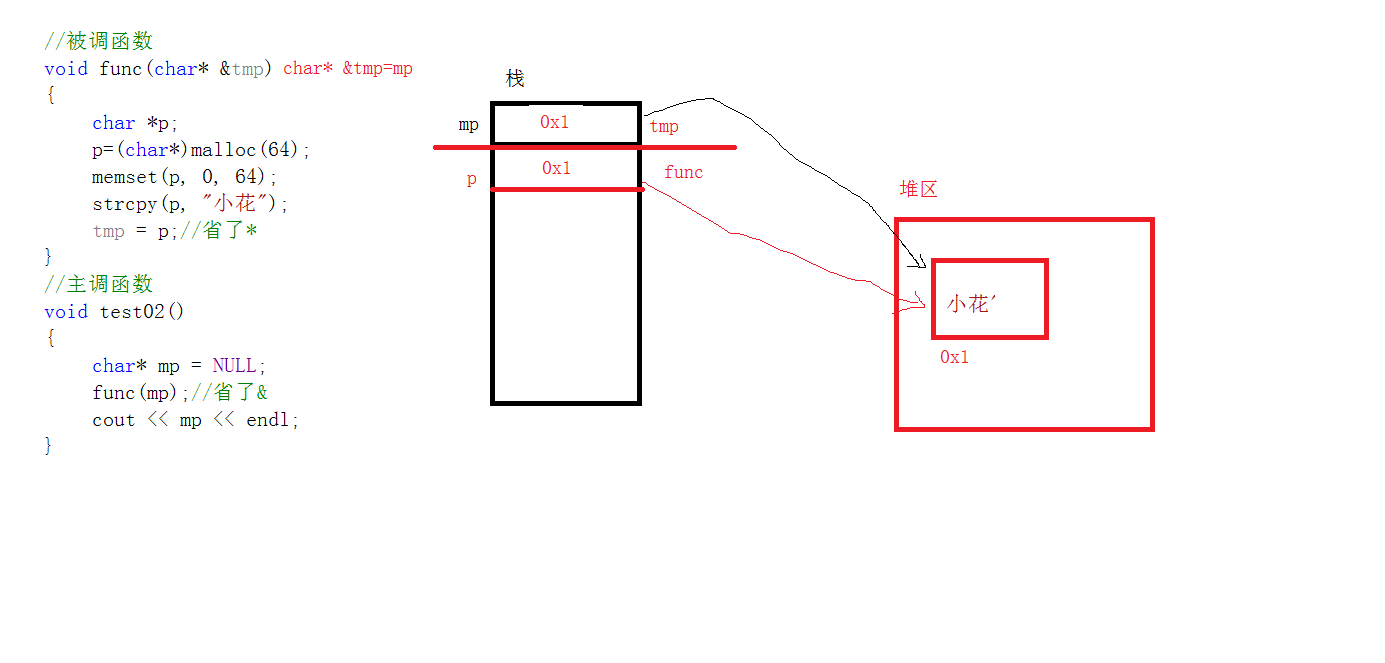 //被调函数
void func(char* &tmp) char* &tmp=mp
{
char *p;
p=(char*)malloc(64);
memset(p, 0, 64);
strcpy(p, "小花");
tmp = p;//省了*
}
//主调函数
void test02()
{
char* mp = NULL;
func(mp);//省了&
cout << mp << endl;
}
栈
mp 0x1 tmp
p 0x1 func
堆区
小花'
0x1